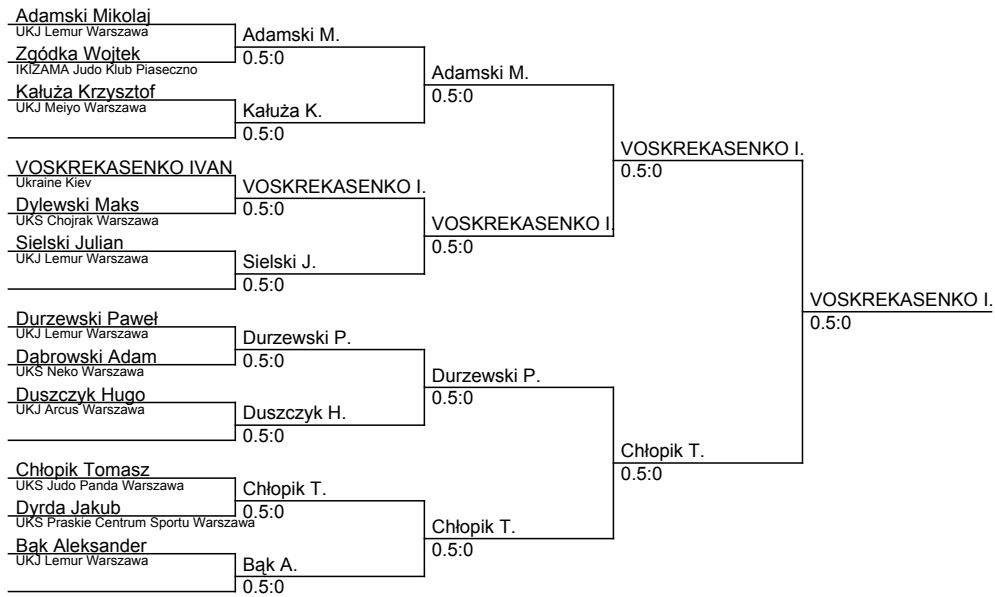 Adamski Mikolaj
UKJ Lemur Warszawa
Zgódka Wojtek
IKIZAMA Judo Klub Piaseczno
Kałuża Krzysztof
UKJ Meiyo Warszawa
VOSKREKASENKO IVAN
Ukraine Kiev
Dylewski Maks
UKS Chojrak Warszawa
Sielski Julian
UKJ Lemur Warszawa
Durzewski Paweł
UKJ Lemur Warszawa
Dąbrowski Adam
UKS Neko Warszawa
Duszczyk Hugo
UKJ Arcus Warszawa
Chłopik Tomasz
UKS Judo Panda Warszawa
Dyrda Jakub
UKS Praskie Centrum Sportu Warszawa
Bąk Aleksander
UKJ Lemur Warszawa
Adamski M.
0.5:0
Kałuża K.
0.5:0
VOSKREKASENKO I.
0.5:0
Sielski J.
0.5:0
Durzewski P.
0.5:0
Duszczyk H.
0.5:0
Chłopik T.
0.5:0
Bąk A.
0.5:0
Adamski M.
0.5:0
VOSKREKASENKO I.
0.5:0
Durzewski P.
0.5:0
Chłopik T.
0.5:0
VOSKREKASENKO I.
0.5:0
Chłopik T.
0.5:0
VOSKREKASENKO I.
0.5:0